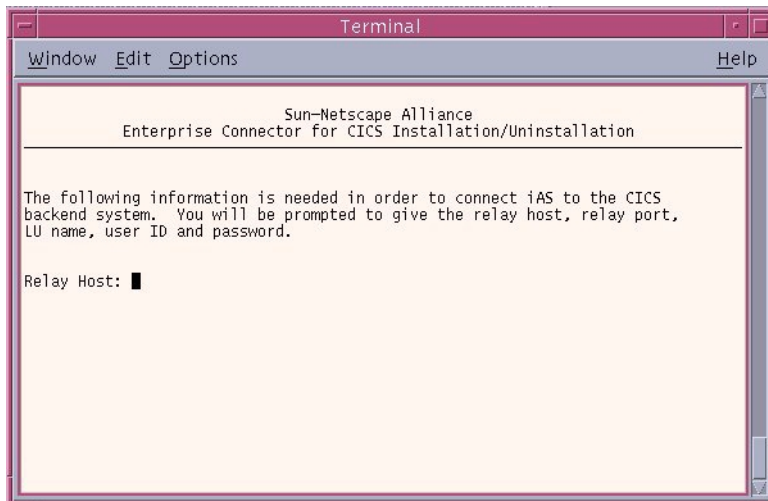 Terminal
Window Edit Options Help
Sun-Netscape Alliance
Enterprise Connector for CICS Installation/Uninstallation
The following information is needed in order to connect iAS to the CICS
backend system.  You will be prompted to give the relay host, relay port,
LU name, user ID and password.
Relay Host: